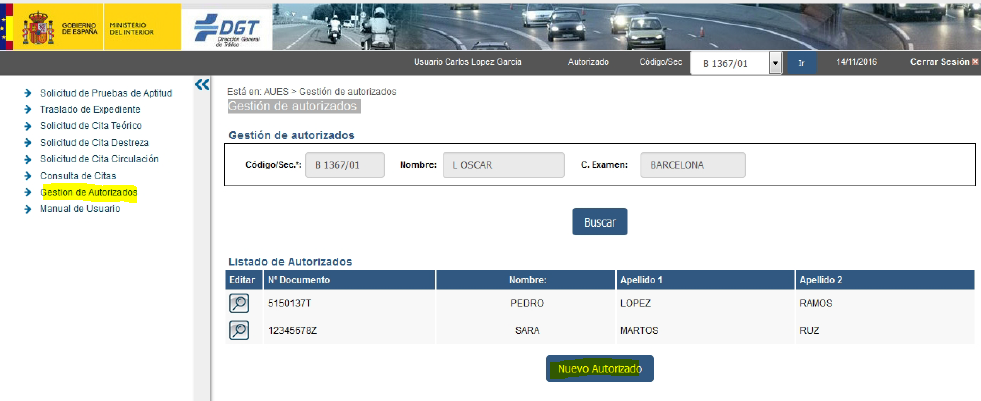 GOBIERNO DE ESPAÑA
MINISTERIO DEL INTERIOR
DGT
Dirección General de Tráfico
Usuario Carlos Lopez Garcia Autorizado Código/Sec B 1367/01 Ir 14/11/2016 Cerrar Sesión
Solicitud de Pruebas de Aptitud
Traslado de Expediente
Solicitud de Cita Teórico
Solicitud de Cita Destreza
Solicitud de Cita Circulación
Consulta de Citas
Gestion de Autorizados
Manual de Usuario
Está en: AUES > Gestión de autorizados
Gestión de autorizados
Gestión de autorizados
Código/Sec.*: B 1367/01 Nombre: L OSCAR C. Examen: BARCELONA
Buscar
Listado de Autorizados
Editar Nº Documento Nombre: Apellido 1 Apellido 2
5150137T PEDRO LOPEZ RAMOS
12345678Z SARA MARTOS RUZ
Nuevo Autorizado